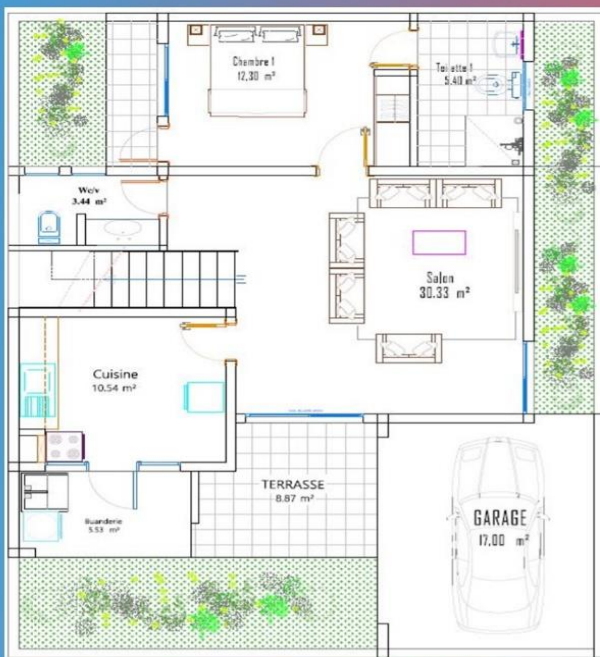 Chambre 1
12,30 m²
Toilette 1
5.40 m²
Wc/v
3.44 m²
Salon
30.33 m²
Cuisine
10.54 m²
TERRASSE
8.87 m²
GARAGE
17,00 m²
Buanderie
5.53 m²